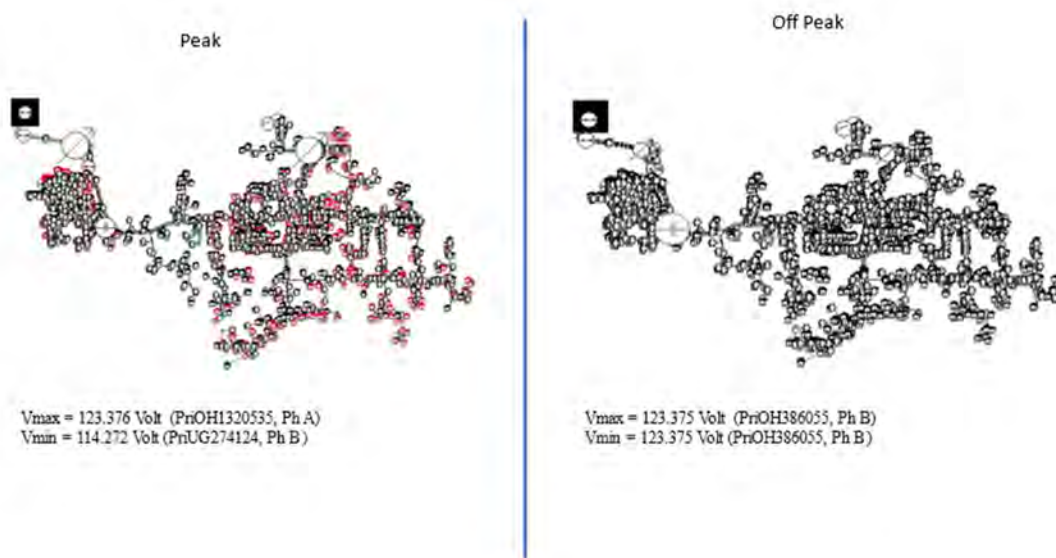 Peak
Off Peak
A
Vmax = 123.376 Volt (PriOH1320535, Ph A)
Vmin = 114.272 Volt (PriUG274124, Ph B)
Vmax = 123.375 Volt (PriOH386055, Ph B)
Vmin = 123.375 Volt (PriOH386055, Ph B)